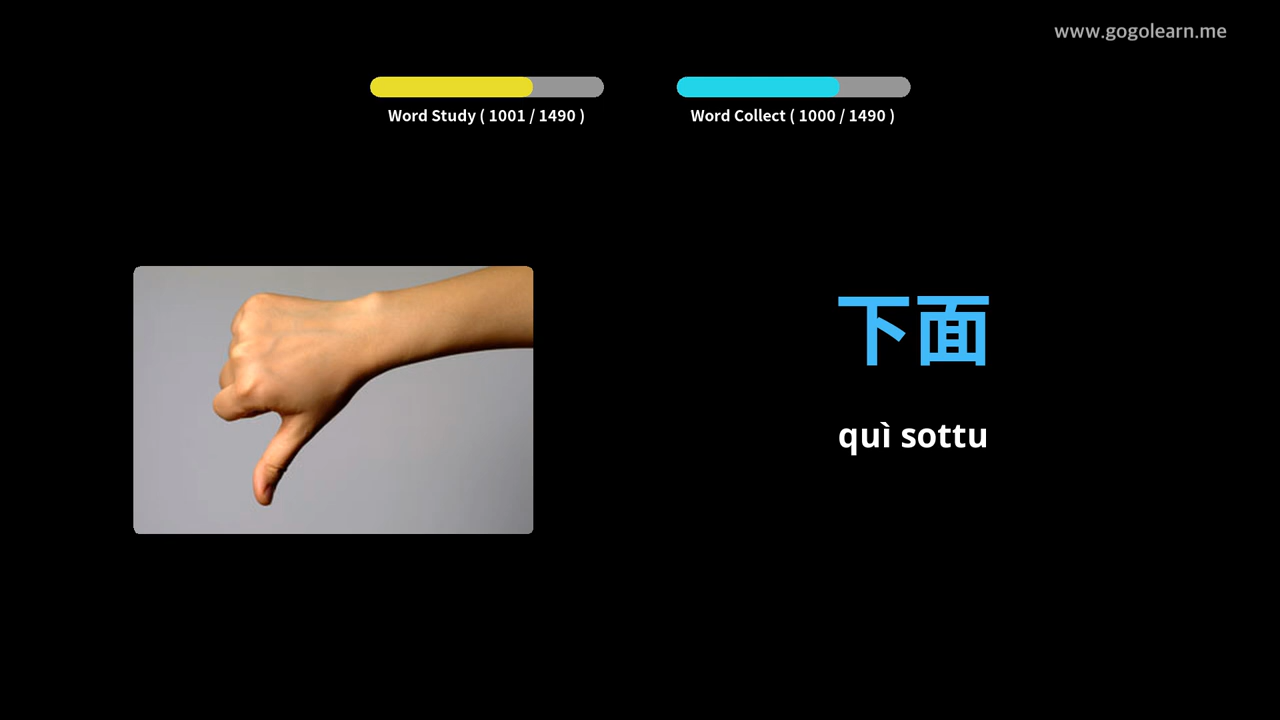 www.gogolearn.me
Word Study ( 1001 / 1490 )
Word Collect ( 1000 / 1490 )
下面
quì sottu